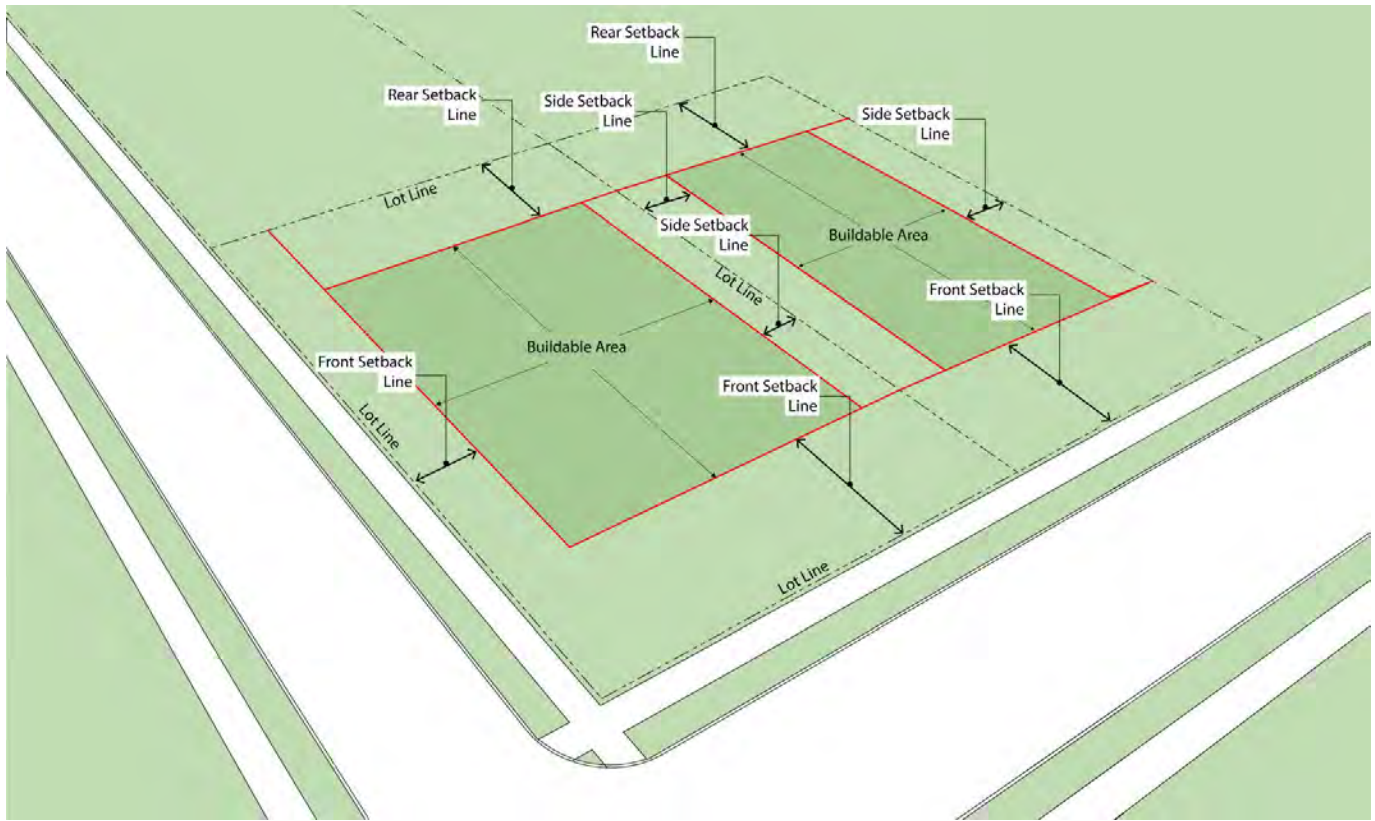 Rear Setback
Line
Rear Setback
Line
Side Setback
Line
Side Setback
Line
Lot Line
Side Setback
Line
Buildable Area
Lot Line
Front Setback
Line
Buildable Area
Front Setback
Line
Front Setback
Line
Lot Line
Lot Line